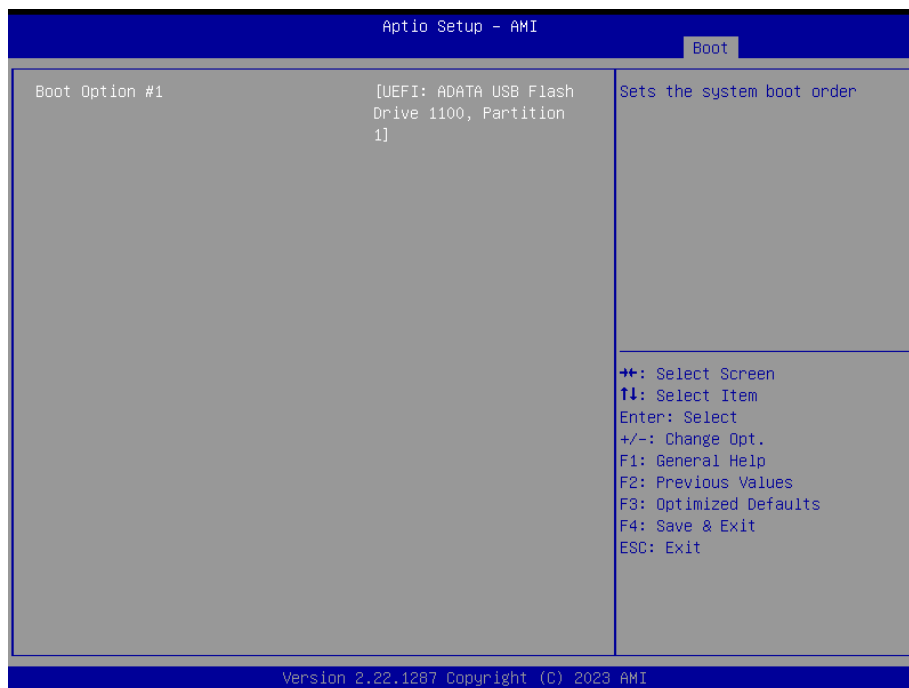 Aptio Setup – AMI
Boot
Boot Option #1
[UEFI: ADATA USB Flash
Drive 1100, Partition
1]
Sets the system boot order
→←: Select Screen
↑↓: Select Item
Enter: Select
+/-: Change Opt.
F1: General Help
F2: Previous Values
F3: Optimized Defaults
F4: Save & Exit
ESC: Exit
Version 2.22.1287 Copyright (C) 2023 AMI